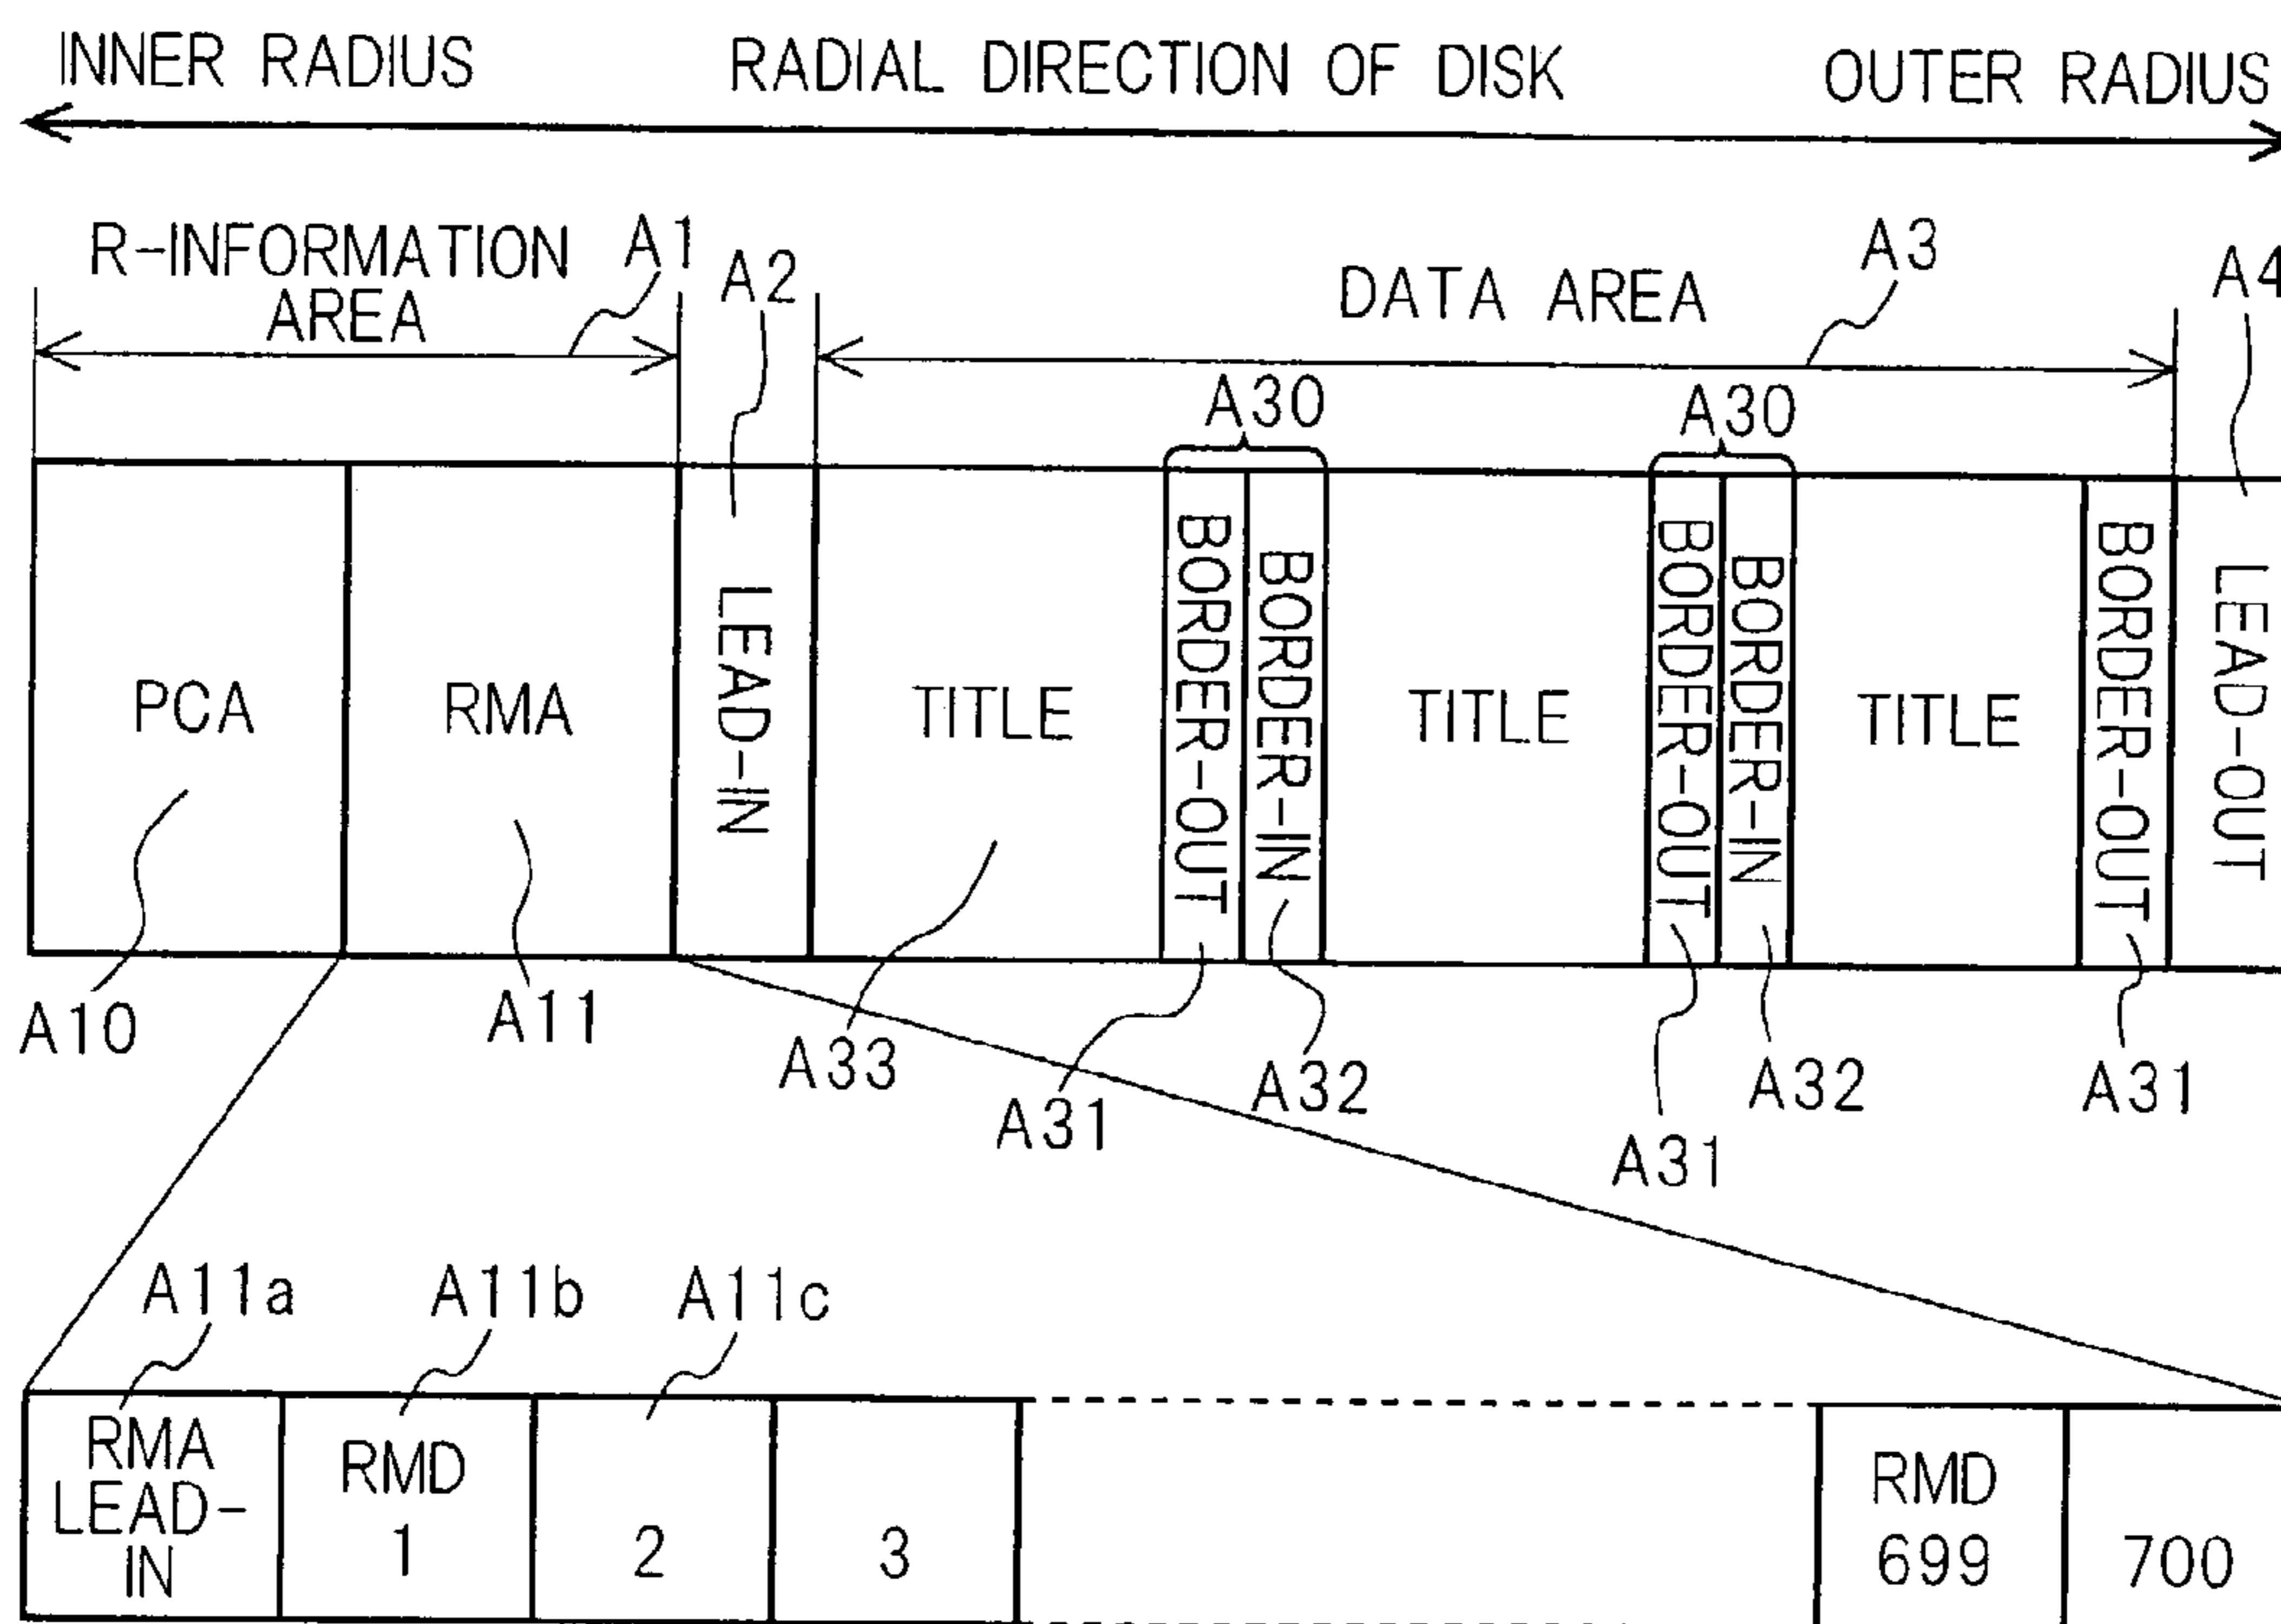 INNER RADIUS
RADIAL DIRECTION OF DISK
OUTER RADIUS
R-INFORMATION
AREA
A1
A2
DATA AREA
A3
A4
A30
A30
PCA
RMA
LEAD-IN
TITLE
BORDER-OUT
BORDER-IN
TITLE
BORDER-OUT
BORDER-IN
TITLE
BORDER-OUT
LEAD-OUT
A10
A11
A33
A31
A32
A31
A32
A31
A11a
A11b
A11c
RMA
LEAD-
IN
RMD
1
2
3
RMD
699
700